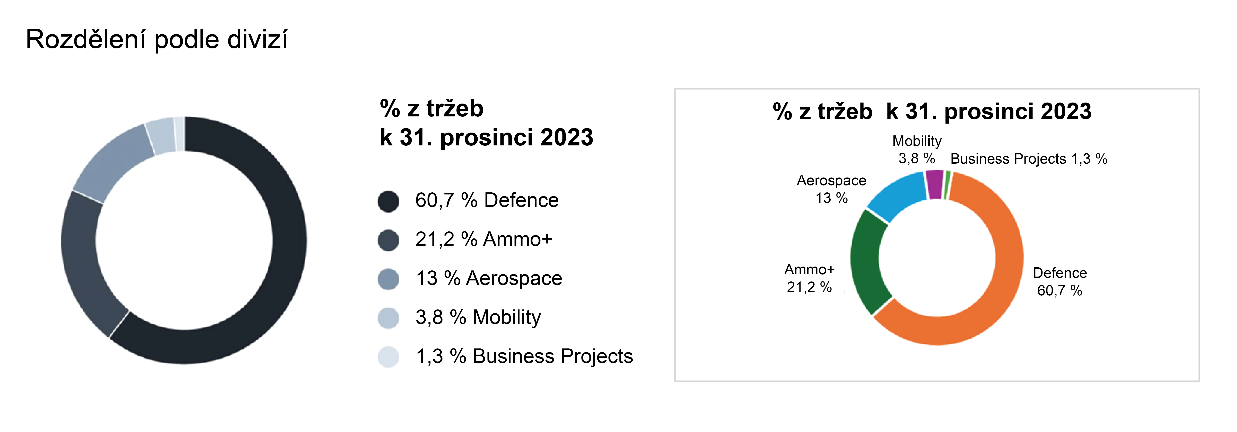 Rozdělení podle divizí
% z tržeb
k 31. prosinci 2023
60,7 % Defence
21,2 % Ammo+
13 % Aerospace
3,8 % Mobility
1,3 % Business Projects
% z tržeb k 31. prosinci 2023
Mobility
3,8 %
Business Projects 1,3 %
Aerospace
13 %
Ammo+
21,2 %
Defence
60,7 %